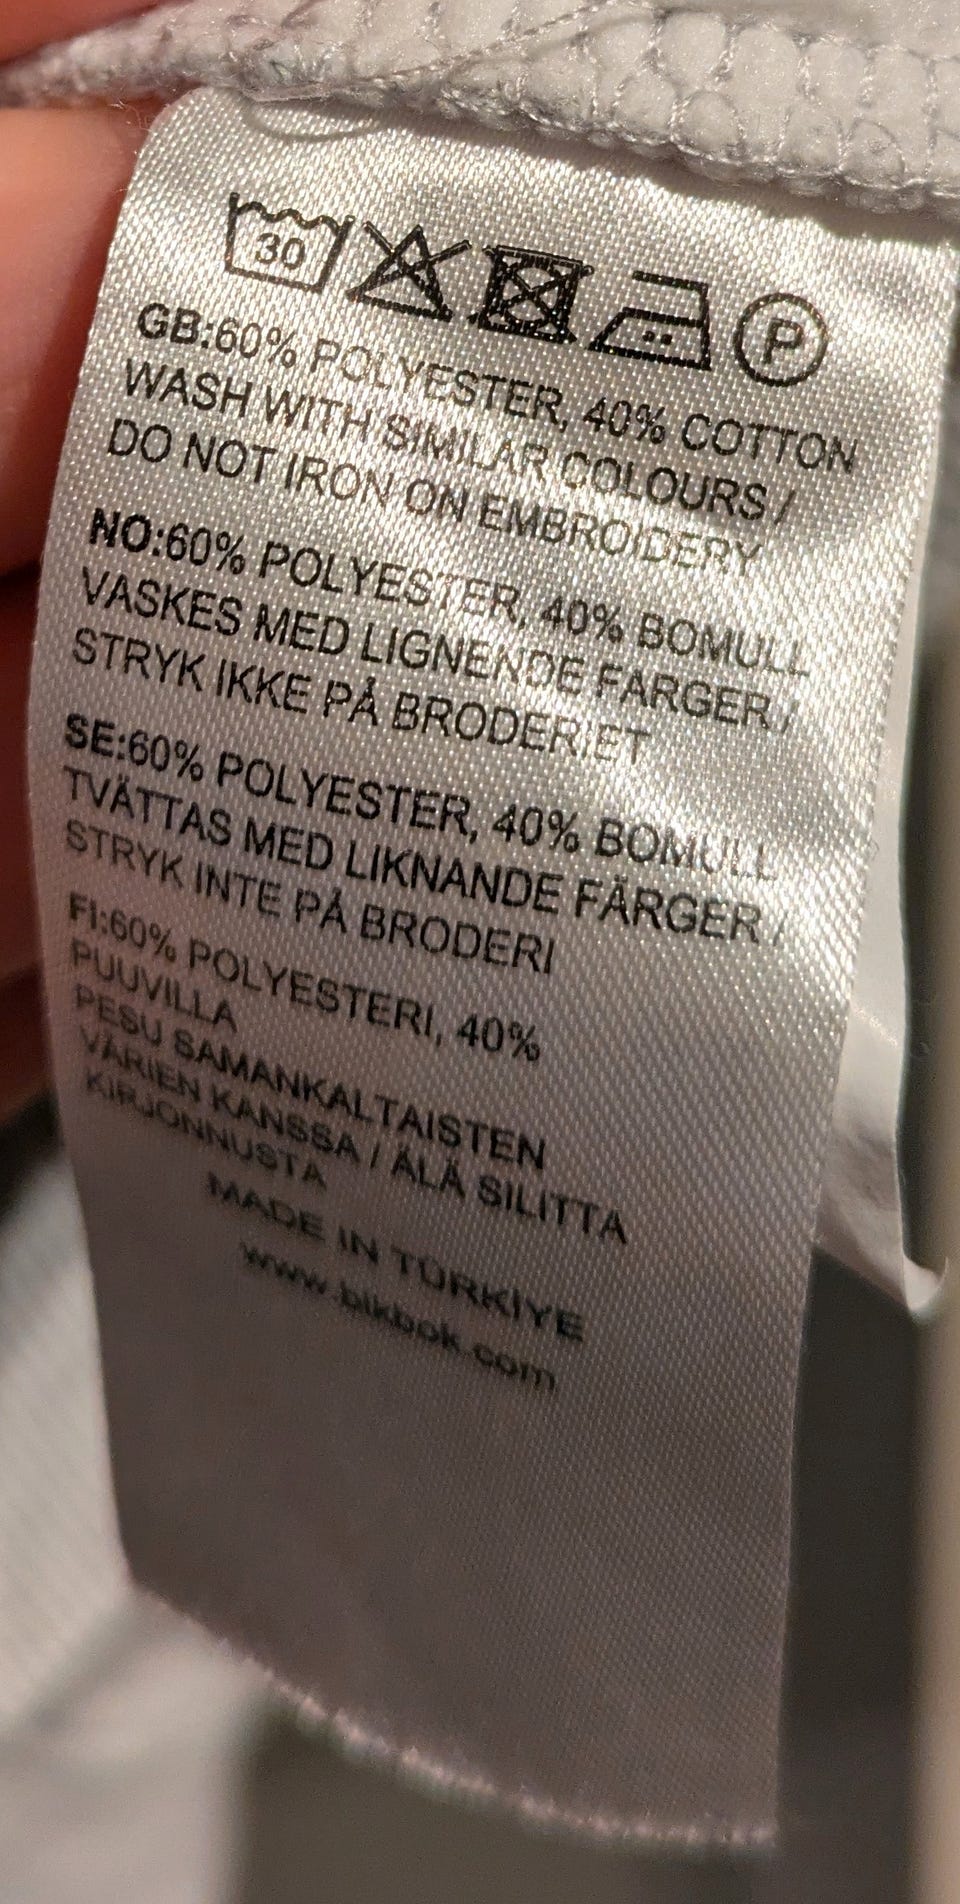 30
P
GB:60% POLYESTER, 40% COTTON
WASH WITH SIMILAR COLOURS /
DO NOT IRON ON EMBROIDERY
NO:60% POLYESTER, 40% BOMULL
VASKES MED LIGNENDE FARGER /
STRYK IKKE PÅ BRODERIET
SE:60% POLYESTER, 40% BOMULL
TVÄTTAS MED LIKNANDE FÄRGER /
STRYK INTE PÅ BRODERI
FI:60% POLYESTERI, 40%
PUUVILLA
PESU SAMANKALTAISTEN
VÄRIEN KANSSA / ÄLÄ SILITTA
KIRJONNUSTA
MADE IN TÜRKİYE
www.bikbok.com